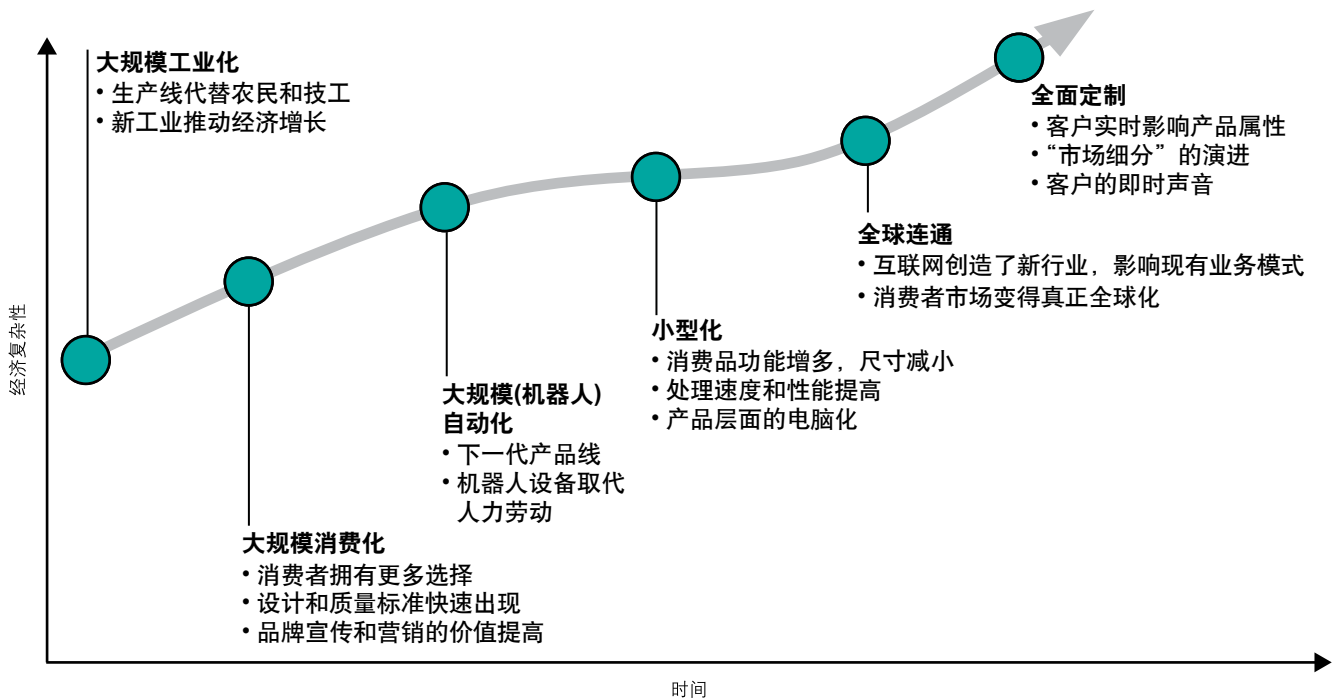 大规模工业化
• 生产线代替农民和技工
• 新工业推动经济增长
全面定制
• 客户实时影响产品属性
• “市场细分”的演进
• 客户的即时声音
全球连通
• 互联网创造了新行业，影响现有业务模式
• 消费者市场变得真正全球化
小型化
• 消费品功能增多，尺寸减小
• 处理速度和性能提高
• 产品层面的电脑化
大规模(机器人)
自动化
• 下一代产品线
• 机器人设备取代
人力劳动
大规模消费化
• 消费者拥有更多选择
• 设计和质量标准快速出现
• 品牌宣传和营销的价值提高
经济复杂性
时间